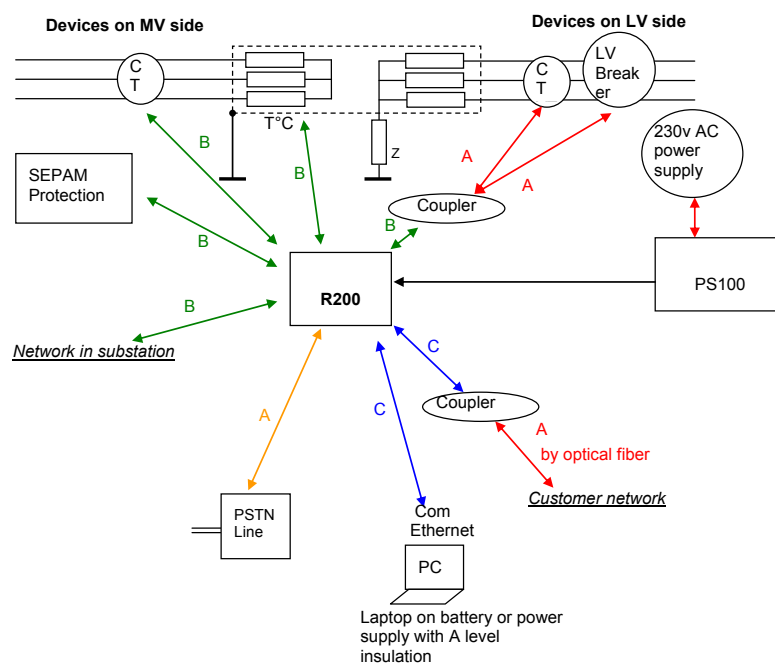 Devices on MV side
Devices on LV side
C
T
C
T
LV
Break
er
T°C
Z
B
B
A
A
230v AC
power
supply
SEPAM
Protection
Coupler
B
B
R200
PS100
B
Network in substation
C
Coupler
A
C
A
by optical fiber
Customer network
PSTN
Line
Com
Ethernet
PC
Laptop on battery or power
supply with A level
insulation